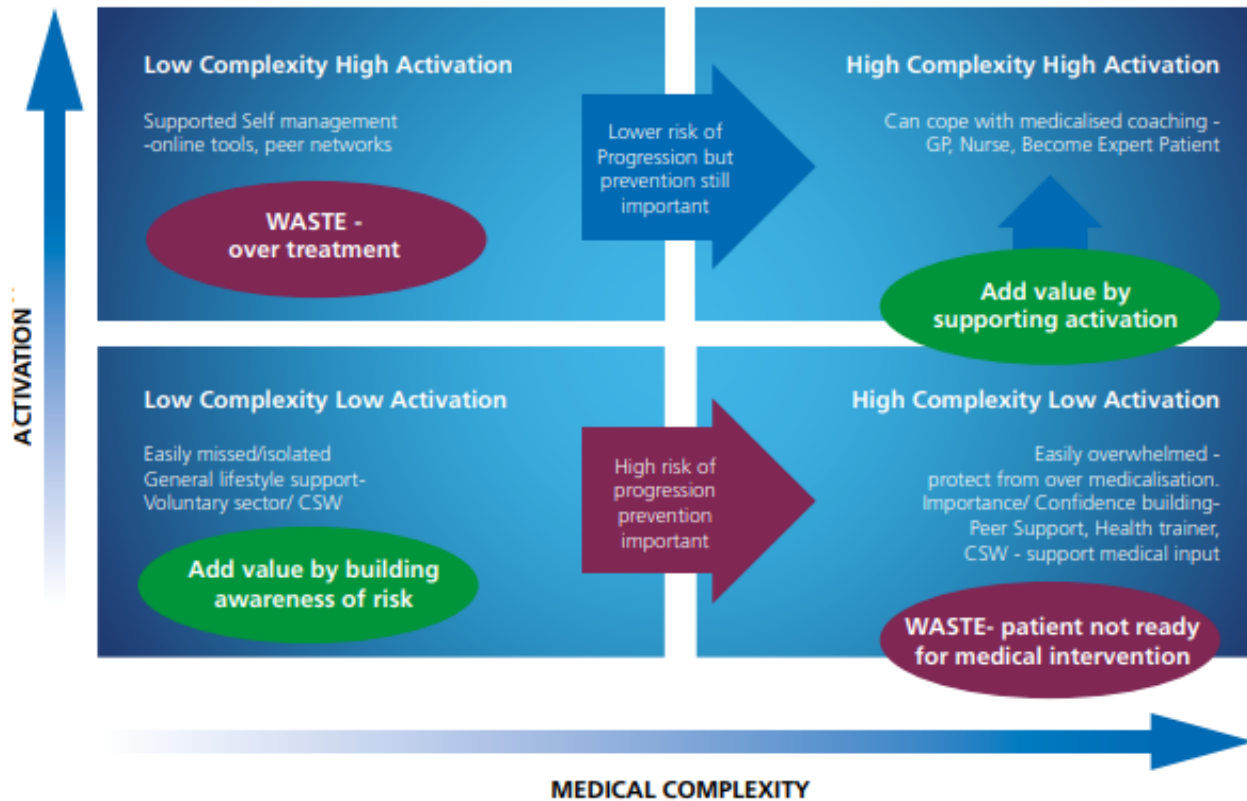 Low Complexity High Activation
Supported Self management
-online tools, peer networks
WASTE -
over treatment
Lower risk of
Progression but
prevention still
important
High Complexity High Activation
Can cope with medicalised coaching -
GP, Nurse, Become Expert Patient
Add value by
supporting activation
ACTIVATION
Low Complexity Low Activation
Easily missed/isolated
General lifestyle support-
Voluntary sector/ CSW
Add value by building
awareness of risk
High risk of
progression
prevention
important
High Complexity Low Activation
Easily overwhelmed -
protect from over medicalisation.
Importance/ Confidence building-
Peer Support, Health trainer,
CSW - support medical input
WASTE- patient not ready
for medical intervention
MEDICAL COMPLEXITY